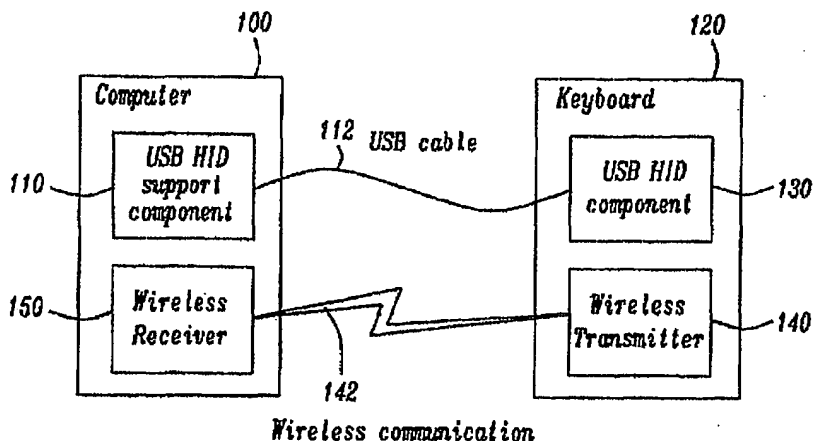 100
120
Computer
Keyboard
112
USB cable
110
USB HID
support
component
USB HID
component
130
150
Wireless
Receiver
Wireless
Transmitter
140
142
Wireless communication